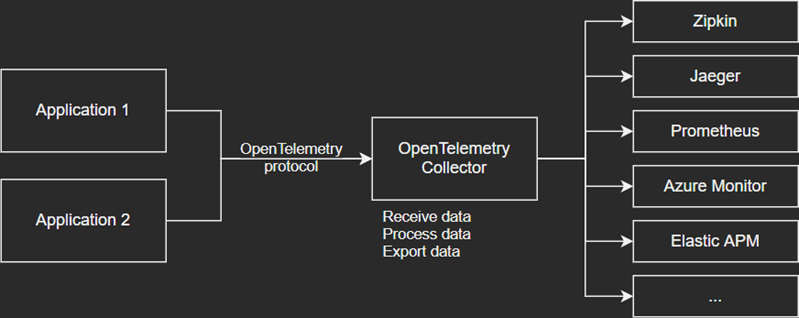 Application 1
Application 2
OpenTelemetry
protocol
OpenTelemetry
Collector
Receive data
Process data
Export data
Zipkin
Jaeger
Prometheus
Azure Monitor
Elastic APM
...